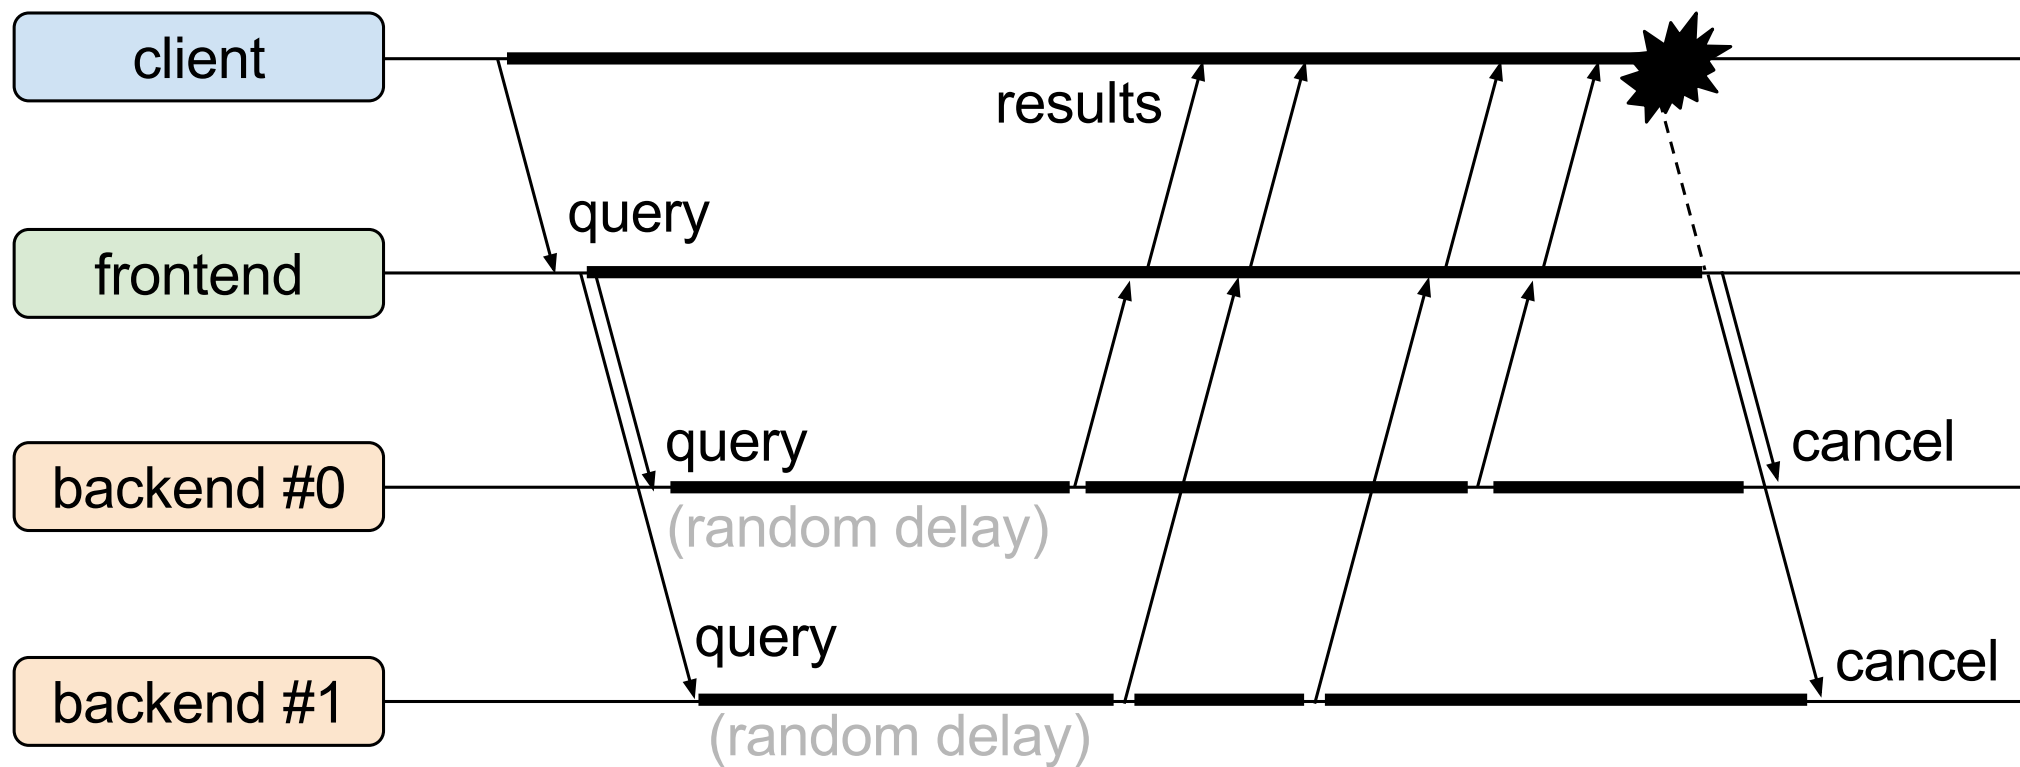 client
results
query
frontend
query
cancel
backend #0
(random delay)
query
cancel
backend #1
(random delay)